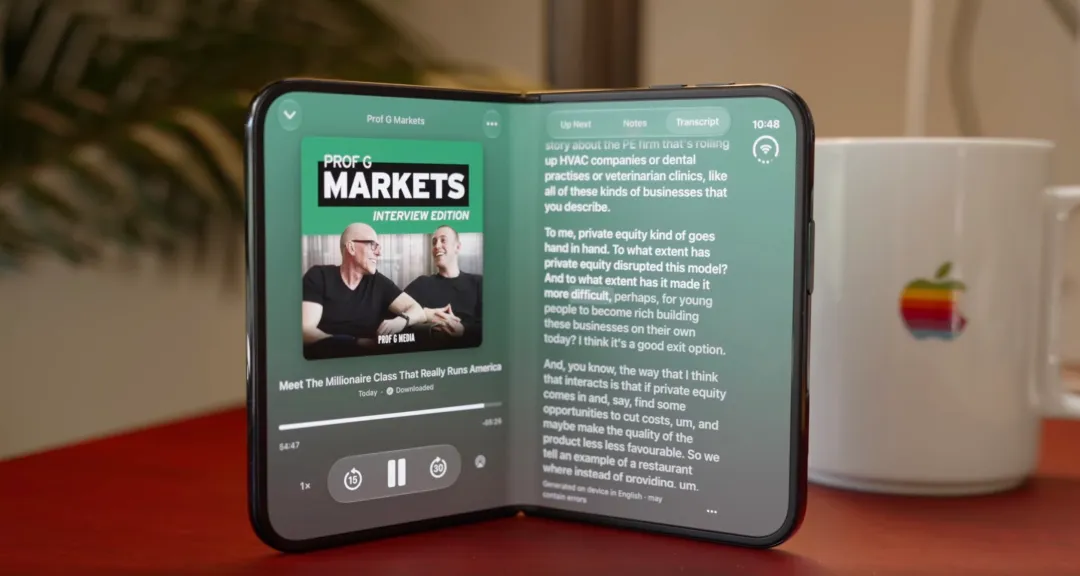 Prof G Markets
PROF G
MARKETS
INTERVIEW EDITION
PROF G MEDIA
Meet The Millionaire Class That Really Runs America
Today · Downloaded
54:47
1×
15
30
Up Next
Notes
Transcript
10:48
story about the PE firm that's rolling
up HVAC companies or dental
practises or veterinarian clinics, like
all of these kinds of businesses that
you describe.
To me, private equity kind of goes
hand in hand. To what extent has
private equity disrupted this model?
And to what extent has it made it
more difficult, perhaps, for young
people to become rich building
these businesses on their own
today? I think it's a good exit option.
And, you know, the way that I think
that interacts is that if private equity
comes in and, say, find some
opportunities to cut costs, um, and
maybe make the quality of the
product less less favourable. So we
tell an example of a restaurant
where instead of providing, um,
Generated on device in English · may
contain errors